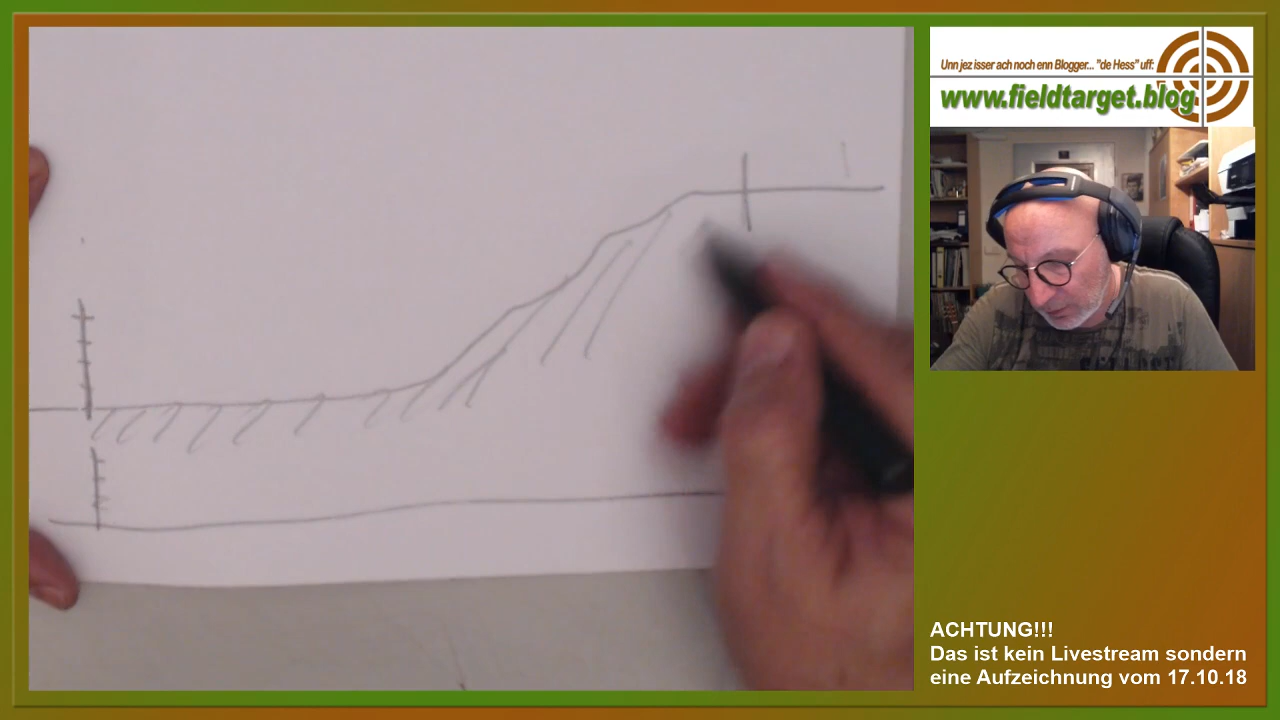 Unn jez isser ach noch enn Blogger... "de Hess" uff:
www.fieldtarget.blog
ACHTUNG!!!
Das ist kein Livestream sondern
eine Aufzeichnung vom 17.10.18